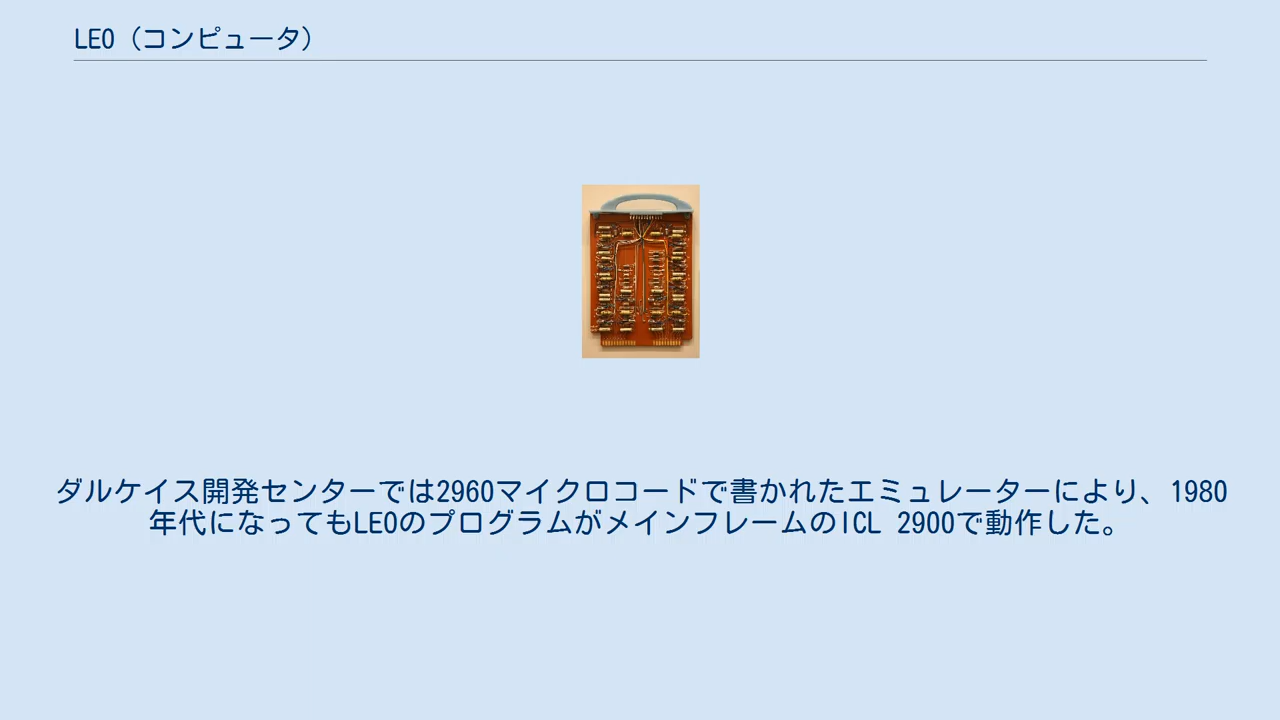 LEO（コンピュータ）
ダルケイス開発センターでは2960マイクロコードで書かれたエミュレーターにより、1980
年代になってもLEOのプログラムがメインフレームのICL 2900で動作した。